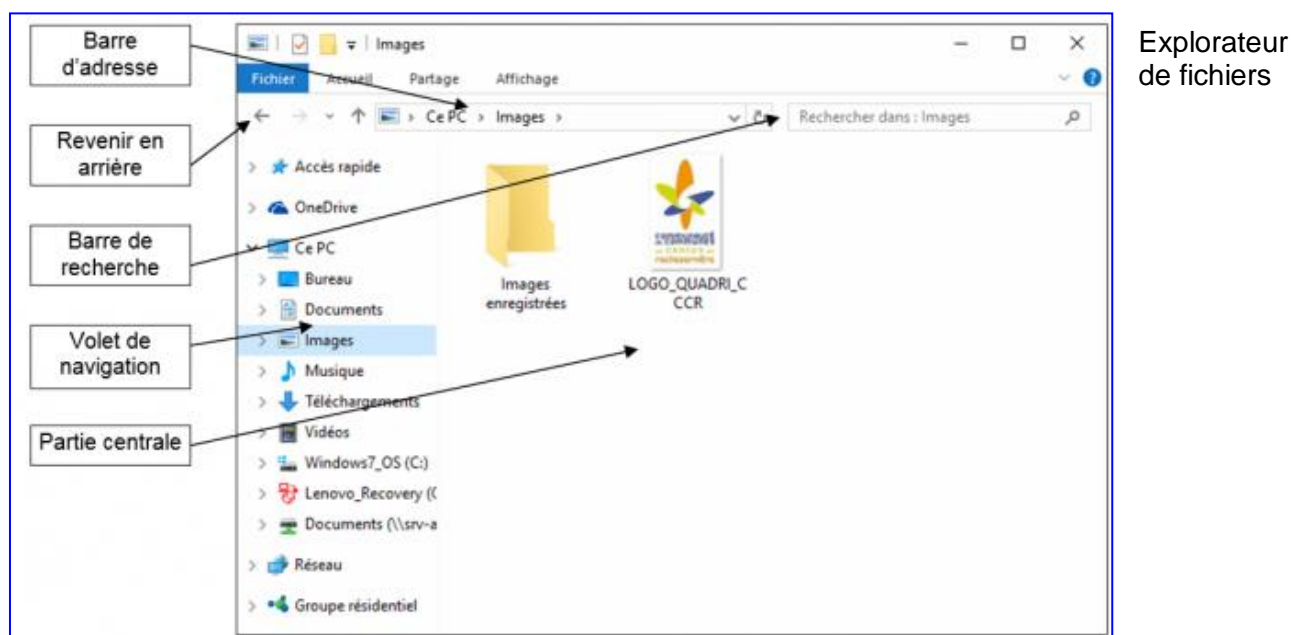 Barre
d'adresse
Revenir en
arrière
Barre de
recherche
Volet de
navigation
Partie centrale
Images
Fichier Accueil Partage Affichage
Ce PC Images
Rechercher dans : Images
Accès rapide
OneDrive
Ce PC
Bureau
Documents
Images
Musique
Téléchargements
Vidéos
Windows7_OS (C:)
Lenovo_Recovery (
Documents (\\srv-a
Réseau
Groupe résidentiel
Images
enregistrées
LOGO_QUADRI_C
CCR
Explorateur
de fichiers